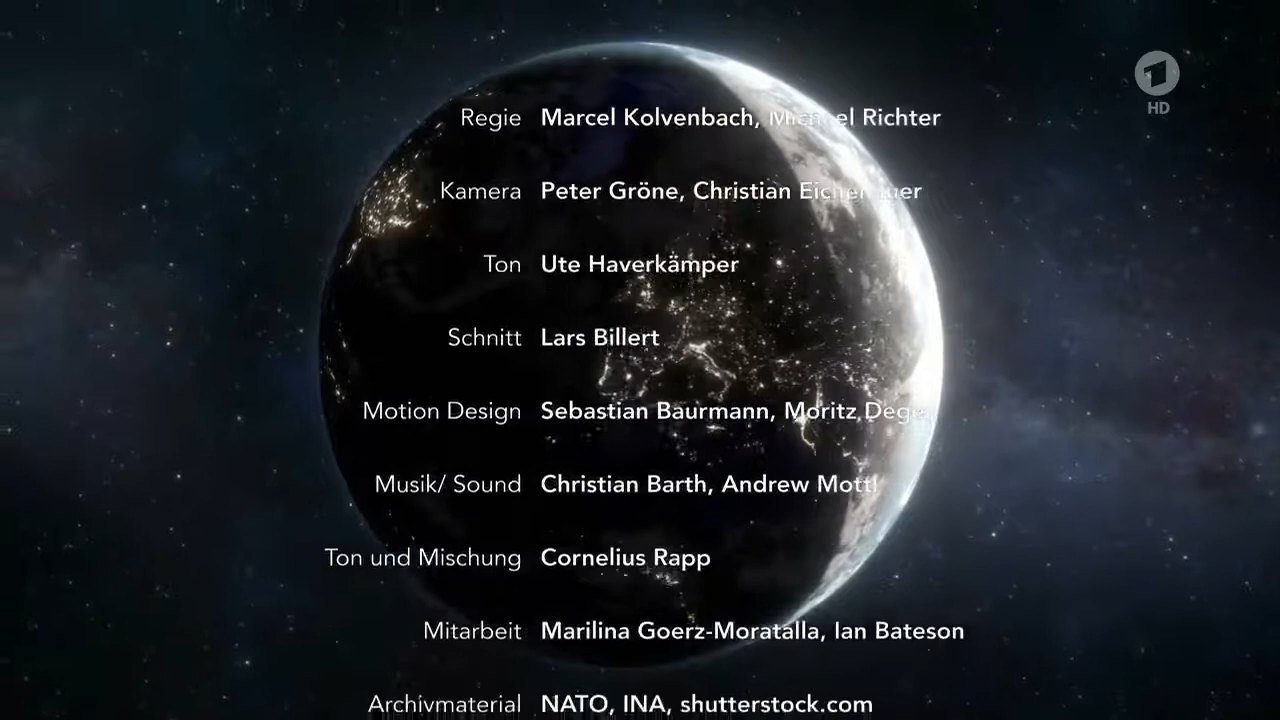 Regie Marcel Kolvenbach, Richter
HD
Kamera Peter Gröne, Christian
Ton Ute Haverkämper
Schnitt Lars Billert
Motion Design Sebastian Baurmann, Moritz
Musik/ Sound Christian Barth, Andrew Mottl
Ton und Mischung Cornelius Rapp
Mitarbeit Marilina Goerz-Moratalla, Ian Bateson
Archivmaterial NATO, INA, shutterstock.com